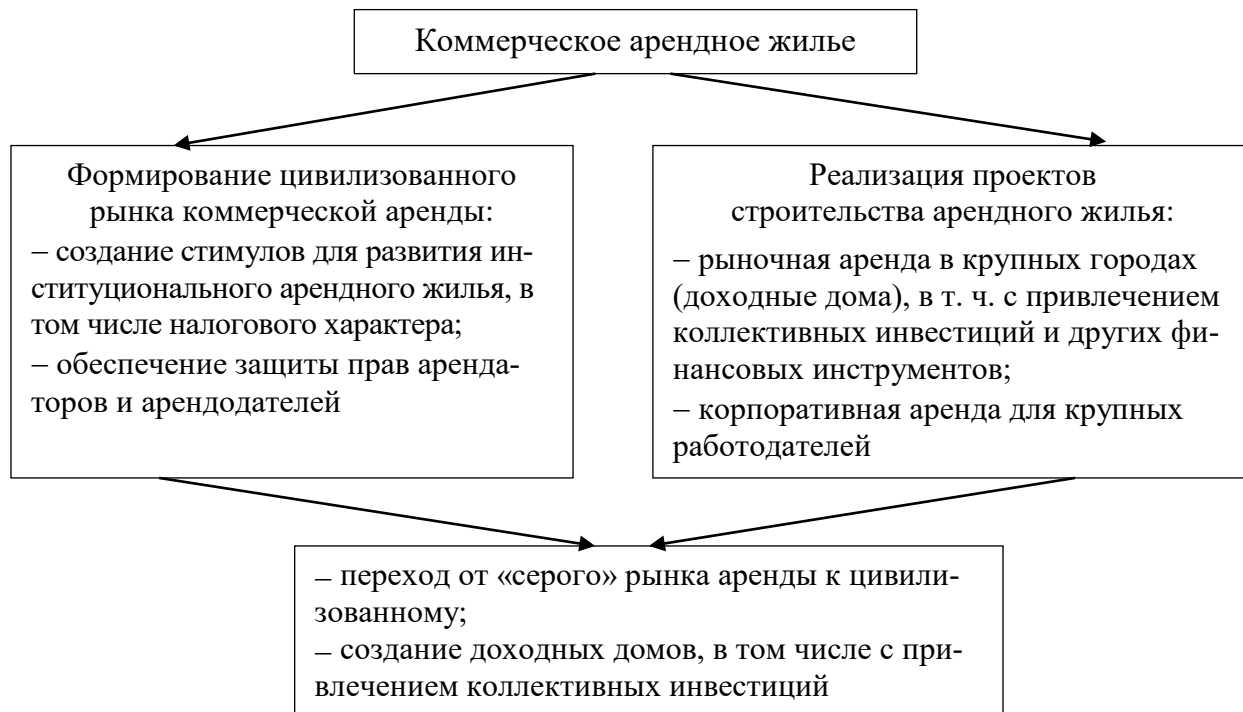 Коммерческое арендное жилье
Формирование цивилизованного
рынка коммерческой аренды:
– создание стимулов для развития ин-
ституционального арендного жилья, в
том числе налогового характера;
– обеспечение защиты прав аренда-
торов и арендодателей
Реализация проектов
строительства арендного жилья:
– рыночная аренда в крупных городах
(доходные дома), в т. ч. с привлечением
коллективных инвестиций и других фи-
нансовых инструментов;
– корпоративная аренда для крупных
работодателей
– переход от «серого» рынка аренды к цивили-
зованному;
– создание доходных домов, в том числе с при-
влечением коллективных инвестиций